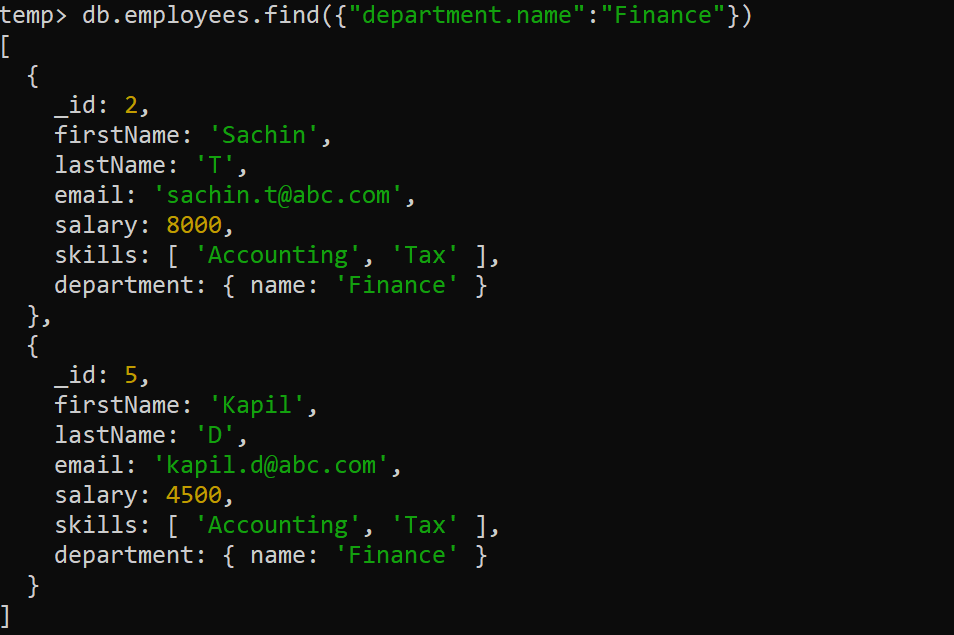 temp> db.employees.find({"department.name":"Finance"})
[
  {
    _id: 2,
    firstName: 'Sachin',
    lastName: 'T',
    email: 'sachin.t@abc.com',
    salary: 8000,
    skills: [ 'Accounting', 'Tax' ],
    department: { name: 'Finance' }
  },
  {
    _id: 5,
    firstName: 'Kapil',
    lastName: 'D',
    email: 'kapil.d@abc.com',
    salary: 4500,
    skills: [ 'Accounting', 'Tax' ],
    department: { name: 'Finance' }
  }
]